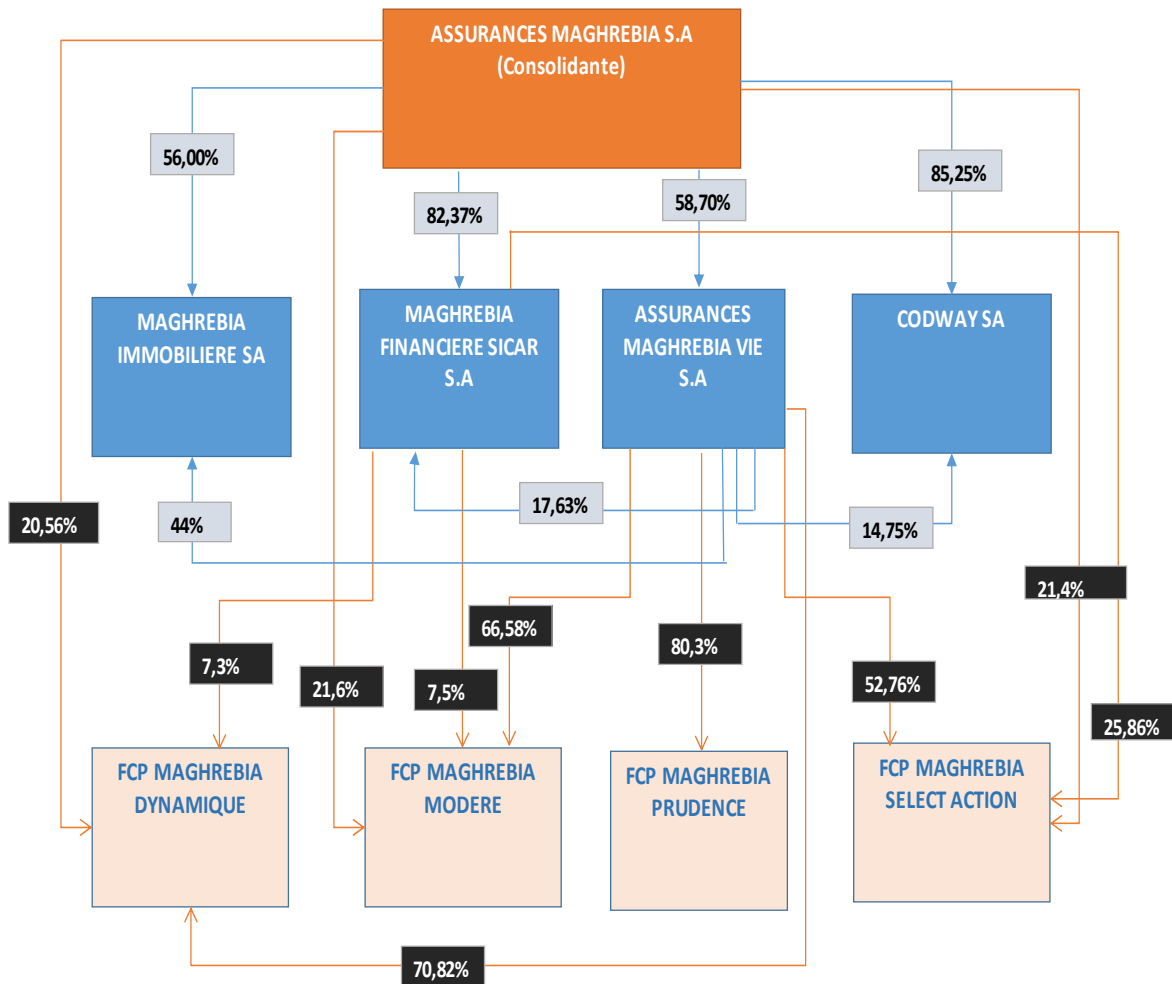 ASSURANCES MAGHREBIA S.A
(Consolidante)
56,00%
82,37%
58,70%
85,25%
MAGHREBIA
IMMOBILIERE SA
MAGHREBIA
FINANCIERE SICAR
S.A
ASSURANCES
MAGHREBIA VIE
S.A
CODWAY SA
20,56%
44%
17,63%
14,75%
7,3%
21,6%
7,5%
66,58%
80,3%
52,76%
21,4%
25,86%
FCP MAGHREBIA
DYNAMIQUE
FCP MAGHREBIA
MODERE
FCP MAGHREBIA
PRUDENCE
FCP MAGHREBIA
SELECT ACTION
70,82%